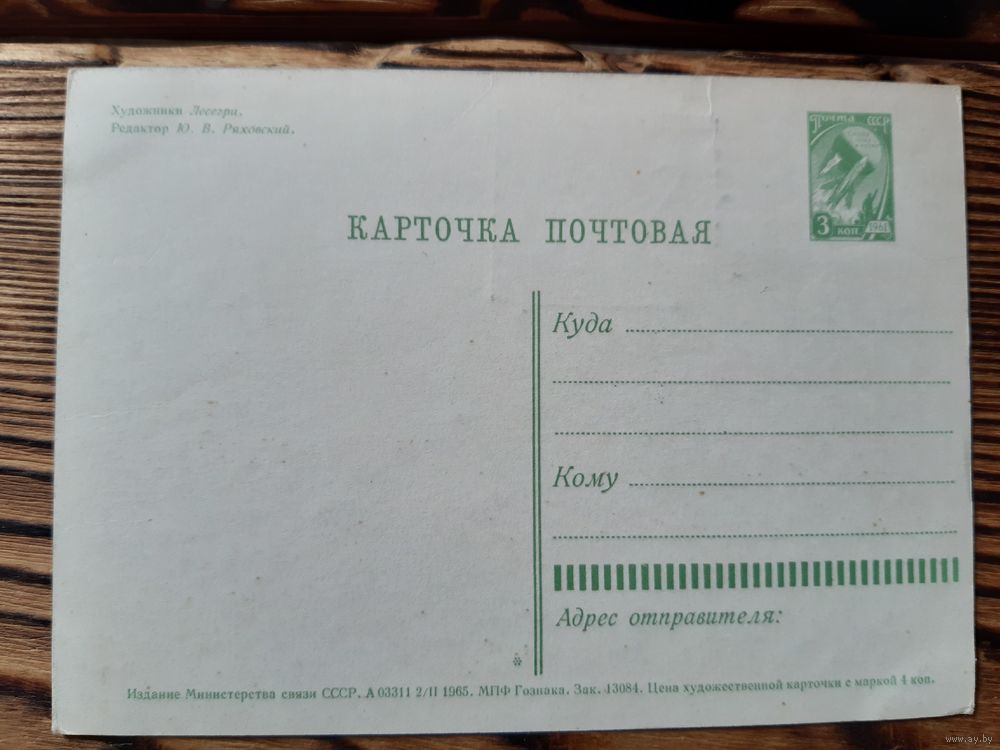 Художники Лесегри.
Редактор Ю. В. Ряховский.
ПОЧТА СССР
3 КОП 1961
КАРТОЧКА ПОЧТОВАЯ
Куда
Кому
Адрес отправителя:
Издание Министерства связи СССР. А 03311 2/II 1965. МПФ Гознака. Зак. 13084. Цена художественной карточки с маркой 4 коп.
www.ay.by